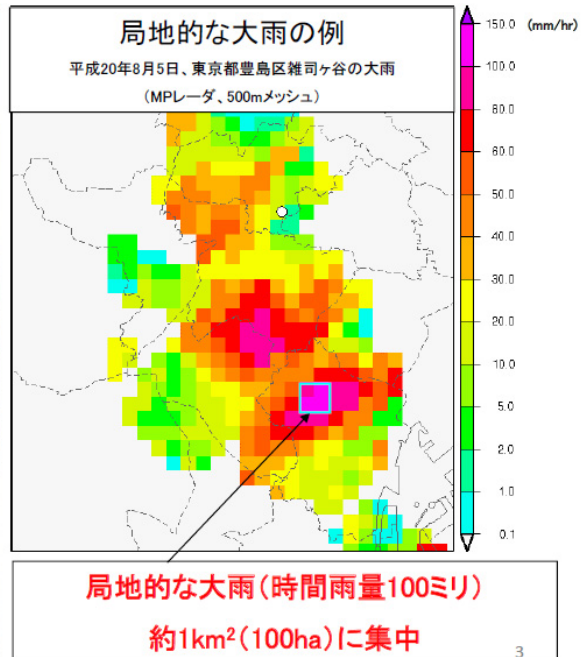 局地的な大雨の例
平成20年8月5日、東京都豊島区雑司ヶ谷の大雨
(MPレーダ、500mメッシュ)
150.0 (mm/hr)
100.0
80.0
60.0
50.0
40.0
30.0
20.0
10.0
5.0
2.0
1.0
0.1
局地的な大雨(時間雨量100ミリ)
約1km²(100ha)に集中
3